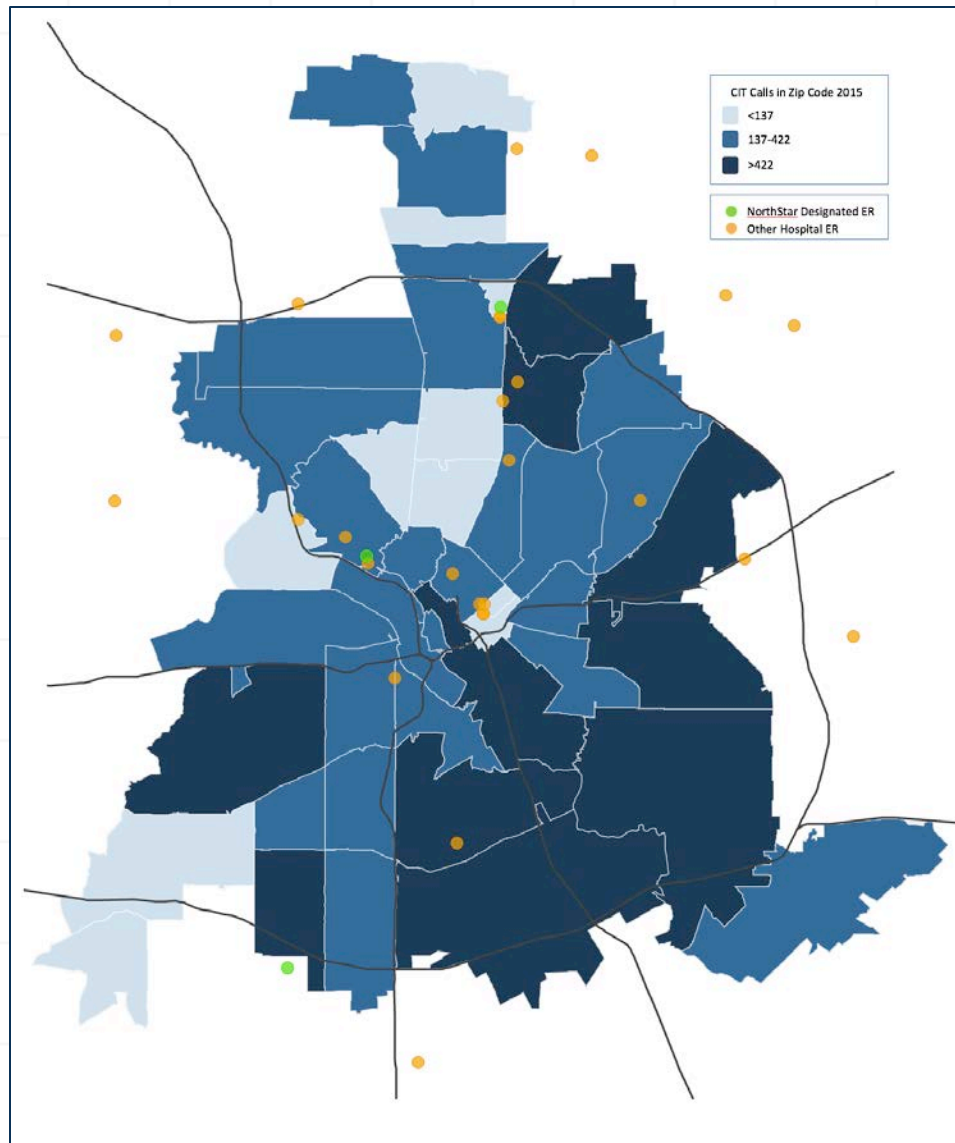 CIT Calls in Zip Code 2015
<137
137-422
>422
NorthStar Designated ER
Other Hospital ER